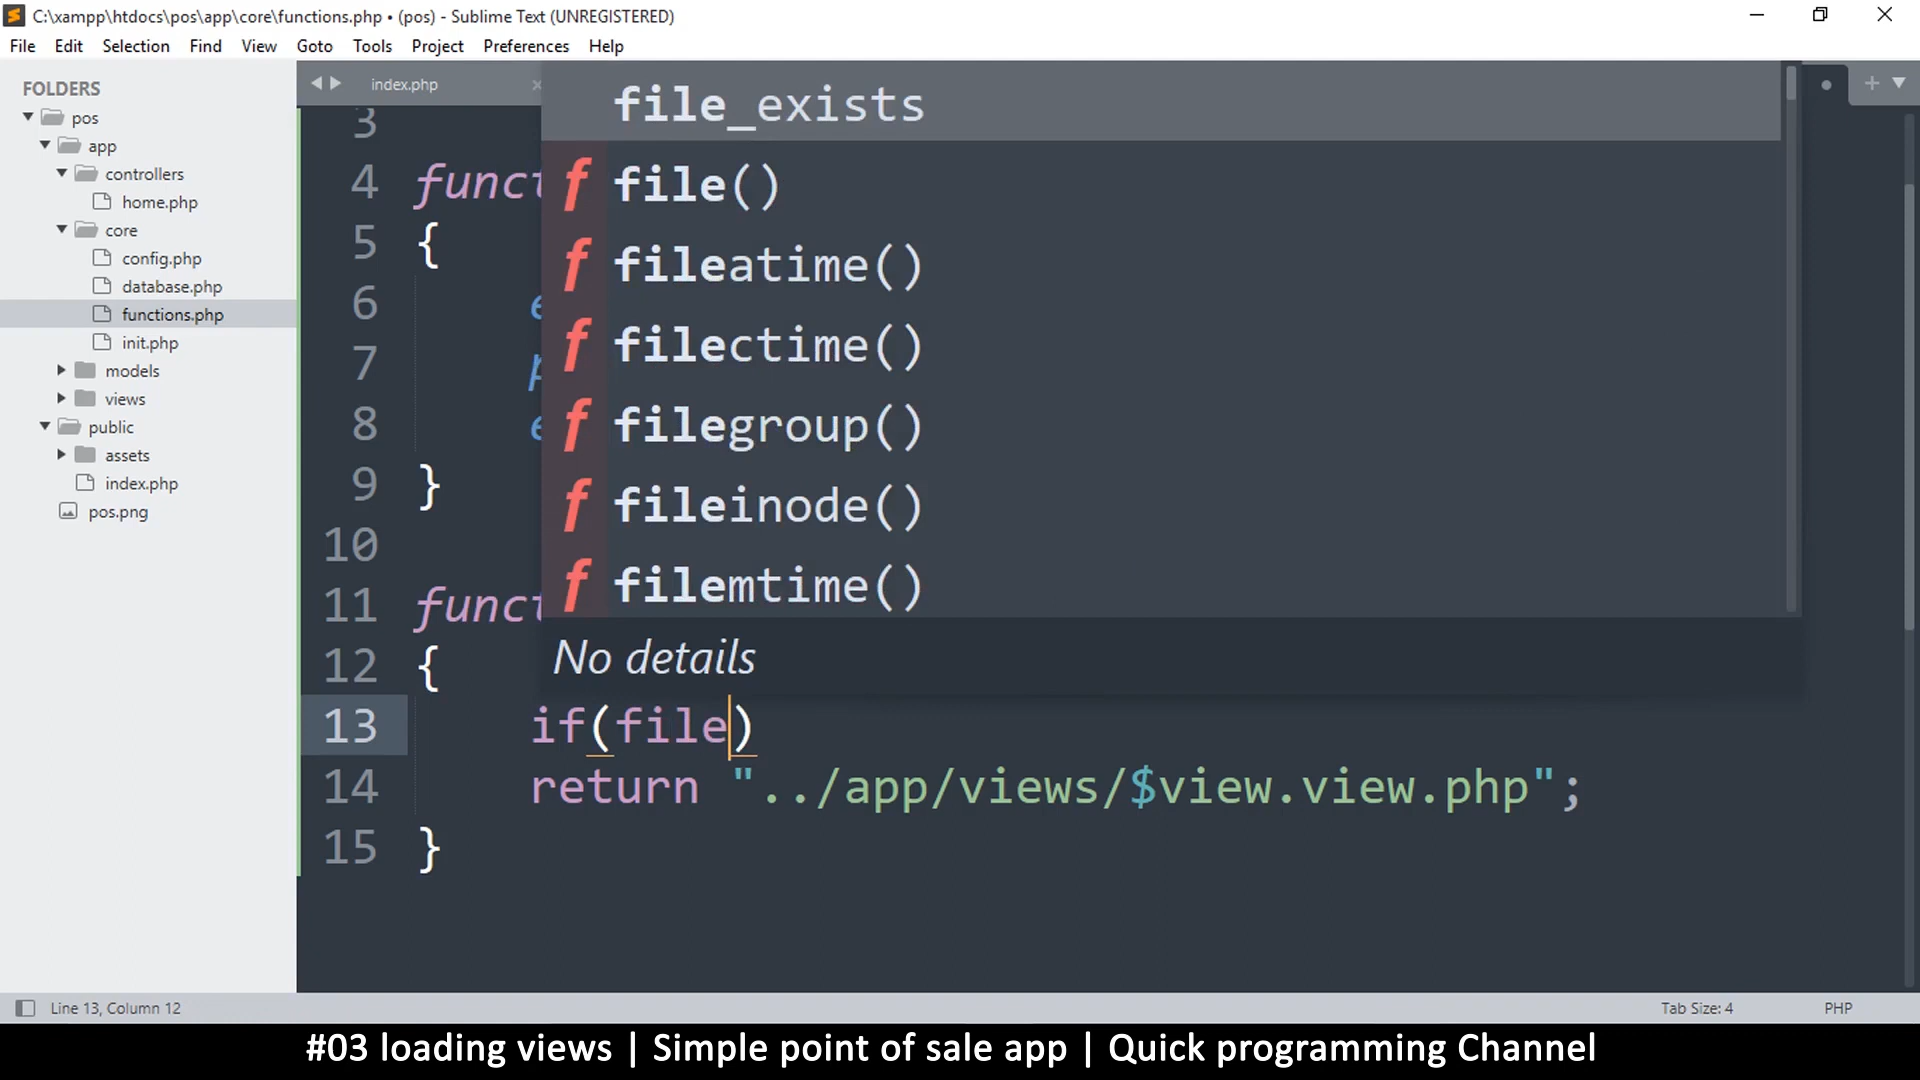 C:\xampp\htdocs\pos\app\core\functions.php • (pos) - Sublime Text (UNREGISTERED)
File Edit Selection Find View Goto Tools Project Preferences Help
FOLDERS
pos
app
controllers
home.php
core
config.php
database.php
functions.php
init.php
models
views
public
assets
index.php
pos.png
index.php
3
4 funct
5 {
6 e
7 p
8 e
9 }
10
11 funct
12 {
file_exists
f file()
f fileatime()
f filectime()
f filegroup()
f fileinode()
f filemtime()
No details
13 if(file)
14 return "../app/views/$view.view.php";
15 }
Line 13, Column 12
Tab Size: 4
PHP
#03 loading views | Simple point of sale app | Quick programming Channel